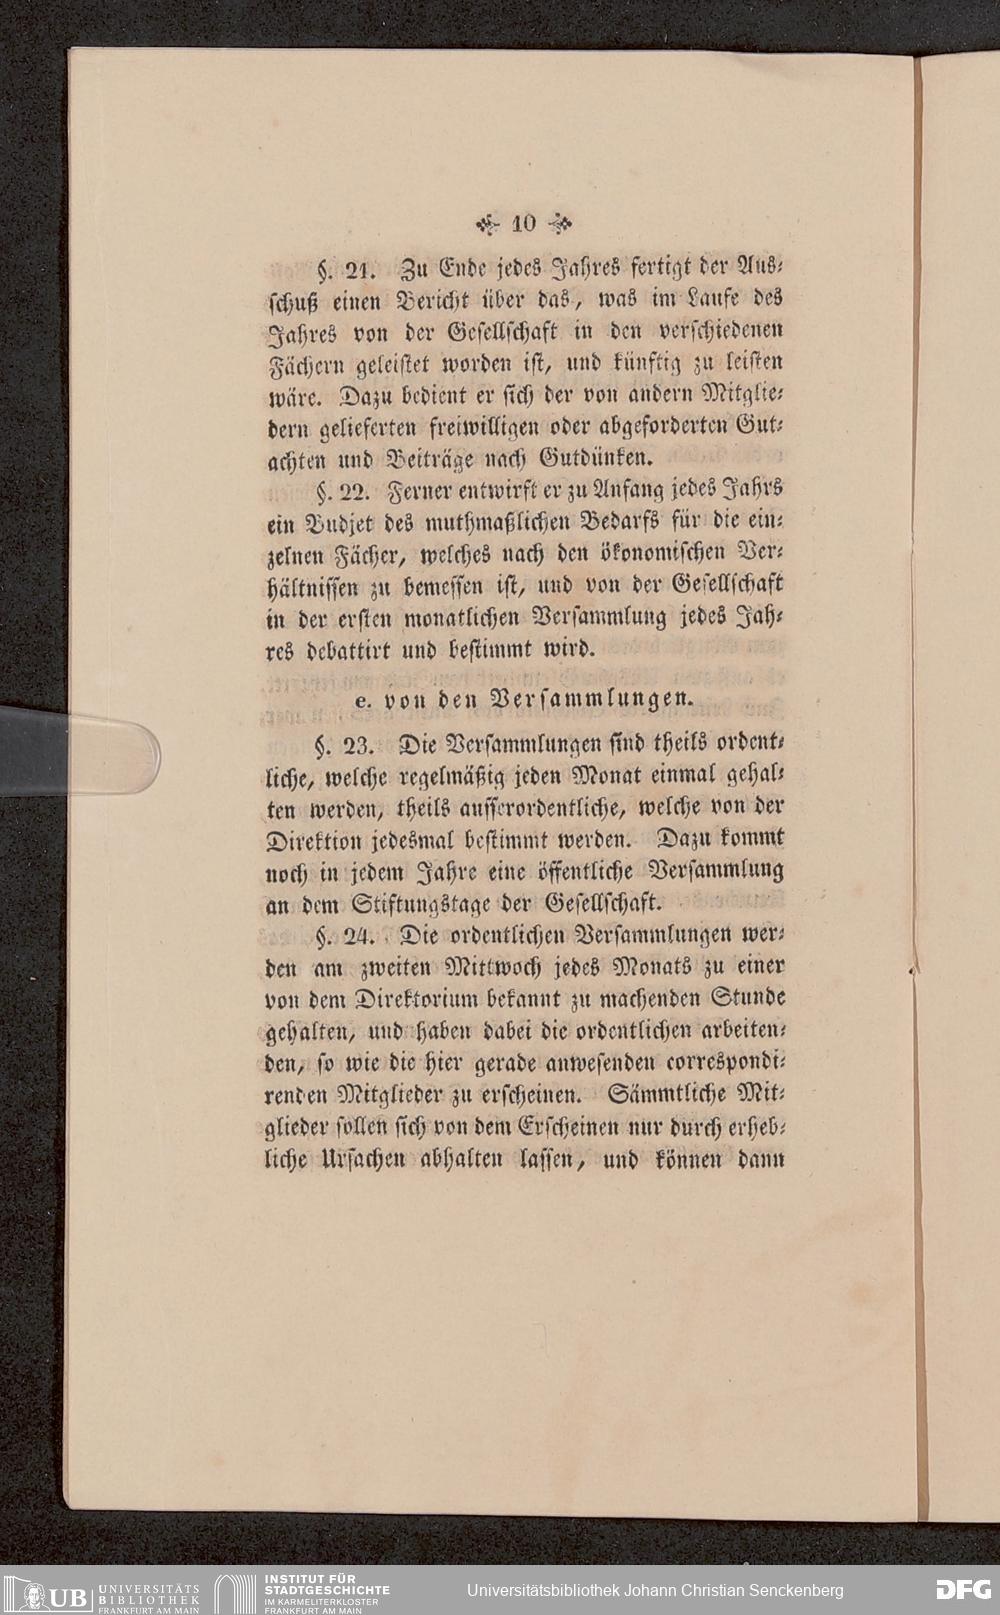 10
§. 21. Zu Ende jedes Jahres fertigt der Aus-
schuß einen Bericht über das, was im Laufe des
Jahres von der Gesellschaft in den verschiedenen
Fächern geleistet worden ist, und künftig zu leisten
wäre. Dazu bedient er sich der von andern Mitglie-
dern gelieferten freiwilligen oder abgeforderten Gut-
achten und Beiträge nach Gutdünken.
§. 22. Ferner entwirft er zu Anfang jedes Jahrs
ein Budjet des muthmaßlichen Bedarfs für die ein-
zelnen Fächer, welches nach den ökonomischen Ver-
hältnissen zu bemessen ist, und von der Gesellschaft
in der ersten monatlichen Versammlung jedes Jah-
res debattirt und bestimmt wird.
e. von den Versammlungen.
§. 23. Die Versammlungen sind theils ordent-
liche, welche regelmäßig jeden Monat einmal gehal-
ten werden, theils ausserordentliche, welche von der
Direktion jedesmal bestimmt werden. Dazu kommt
noch in jedem Jahre eine öffentliche Versammlung
an dem Stiftungstage der Gesellschaft.
§. 24. Die ordentlichen Versammlungen wer-
den am zweiten Mittwoch jedes Monats zu einer
von dem Direktorium bekannt zu machenden Stunde
gehalten, und haben dabei die ordentlichen arbeiten-
den, so wie die hier gerade anwesenden correspondi-
renden Mitglieder zu erscheinen. Sämmtliche Mit-
glieder sollen sich von dem Erscheinen nur durch erheb-
liche Ursachen abhalten lassen, und können dann
UB UNIVERSITÄTS
BIBLIOTHEK
FRANKFURT AM MAIN
INSTITUT FÜR
STADTGESCHICHTE
IM KARMELITERKLOSTER
FRANKFURT AM MAIN
Universitätsbibliothek Johann Christian Senckenberg
DFG